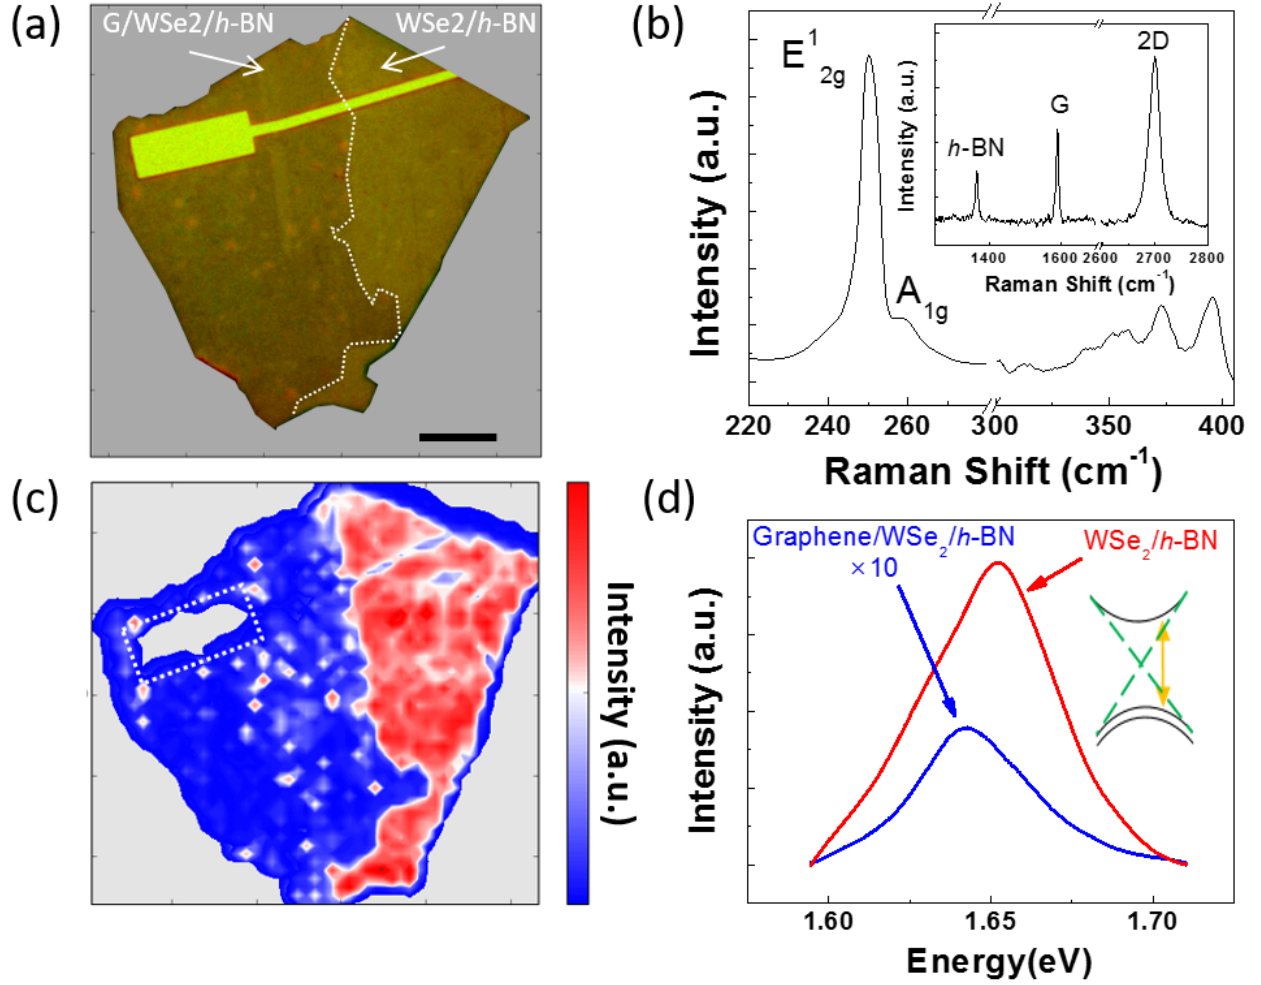 (a)
G/WSe2/h-BN
WSe2/h-BN
(b)
Intensity (a.u.)
E¹2g
A1g
220 240 260 300 350 400
Raman Shift (cm⁻¹)
Intensity (a.u.)
h-BN
G
2D
1400 1600 2600 2700 2800
Raman Shift (cm⁻¹)
(c)
Intensity (a.u.)
(d)
Intensity (a.u.)
Graphene/WSe₂/h-BN
×10
WSe₂/h-BN
1.60 1.65 1.70
Energy(eV)